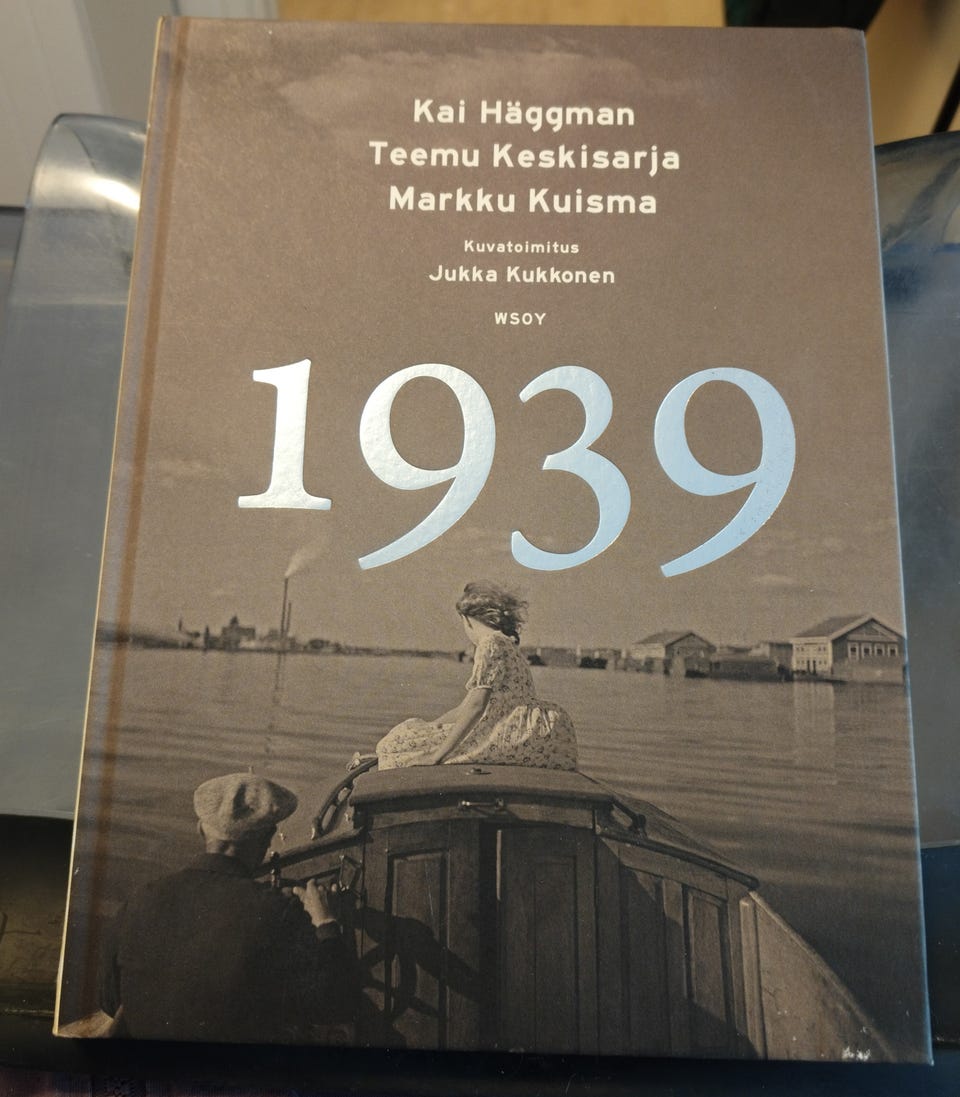 Kai Häggman
Teemu Keskisarja
Markku Kuisma
Kuvatoimitus
Jukka Kukkonen
WSOY
1939